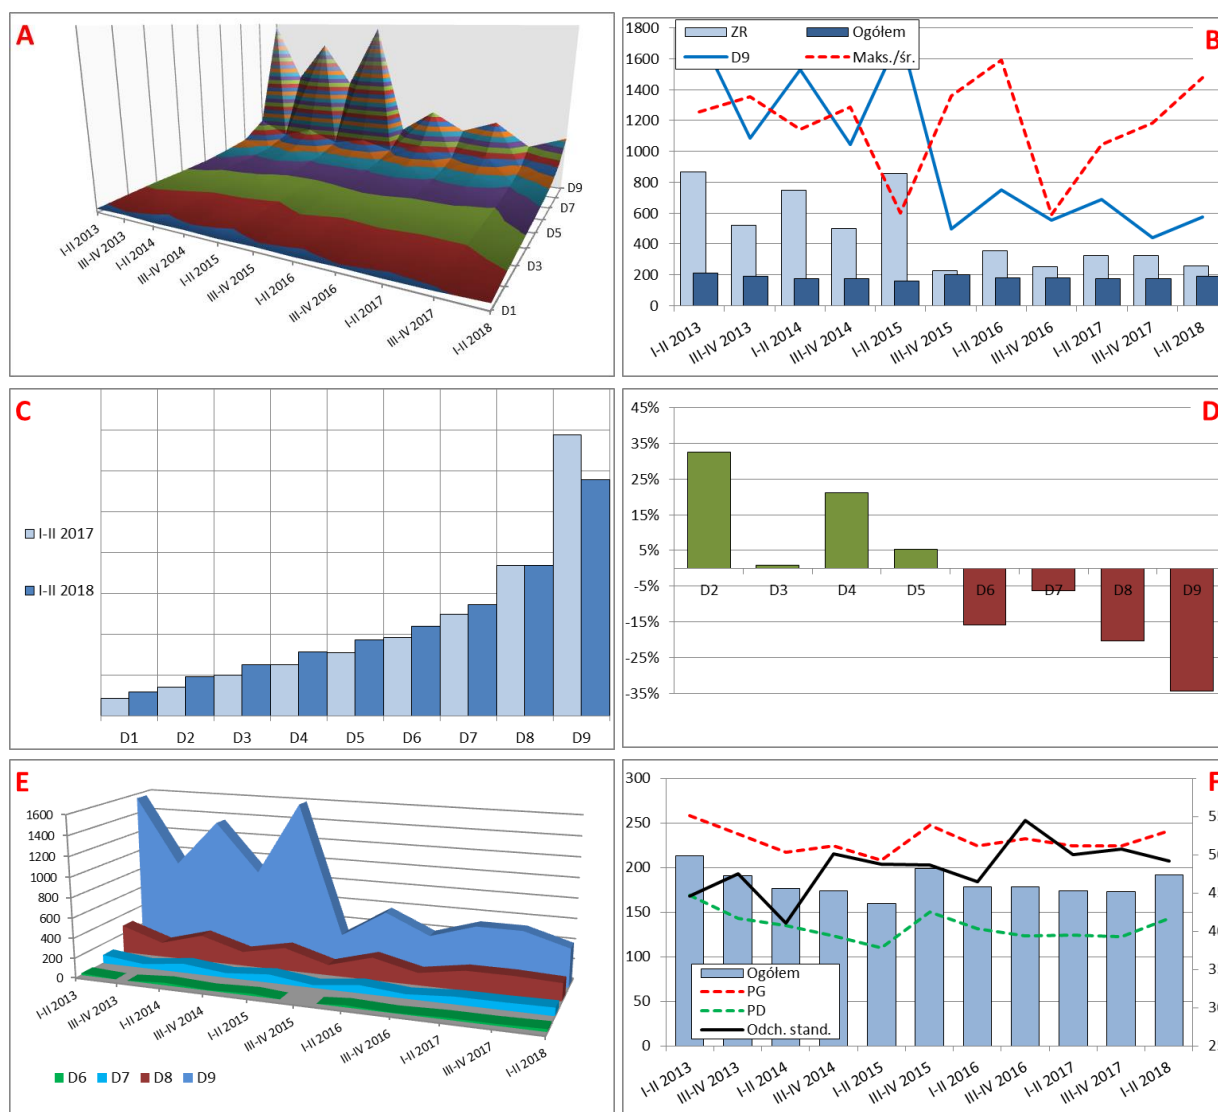 A
I-II 2013
III-IV 2013
I-II 2014
III-IV 2014
I-II 2015
III-IV 2015
I-II 2016
III-IV 2016
I-II 2017
III-IV 2017
I-II 2018
D1
D3
D5
D7
D9
B
ZR
Ogółem
D9
Maks./śr.
1800
1600
1400
1200
1000
800
600
400
200
0
I-II 2013
III-IV 2013
I-II 2014
III-IV 2014
I-II 2015
III-IV 2015
I-II 2016
III-IV 2016
I-II 2017
III-IV 2017
I-II 2018
C
I-II 2017
I-II 2018
D1 D2 D3 D4 D5 D6 D7 D8 D9
D
45%
35%
25%
15%
5%
-5%
-15%
-25%
-35%
D2 D3 D4 D5 D6 D7 D8 D9
E
1600
1400
1200
1000
800
600
400
200
0
I-II 2013
III-IV 2013
I-II 2014
III-IV 2014
I-II 2015
III-IV 2015
I-II 2016
III-IV 2016
I-II 2017
III-IV 2017
I-II 2018
D6 D7 D8 D9
F
300
250
200
150
100
50
0
Ogółem
PG
PD
Odch. stand.
I-II 2013
III-IV 2013
I-II 2014
III-IV 2014
I-II 2015
III-IV 2015
I-II 2016
III-IV 2016
I-II 2017
III-IV 2017
I-II 2018